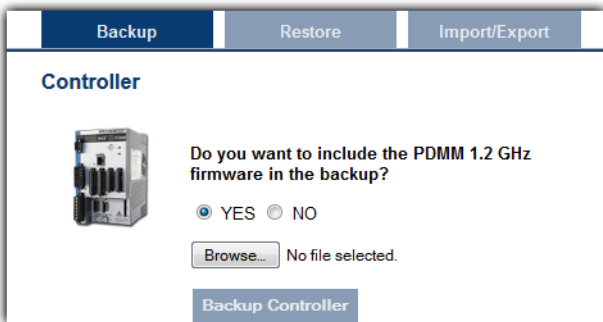 Backup Restore Import/Export
Controller
Do you want to include the PDMM 1.2 GHz
firmware in the backup?
YES NO
Browse... No file selected.
Backup Controller